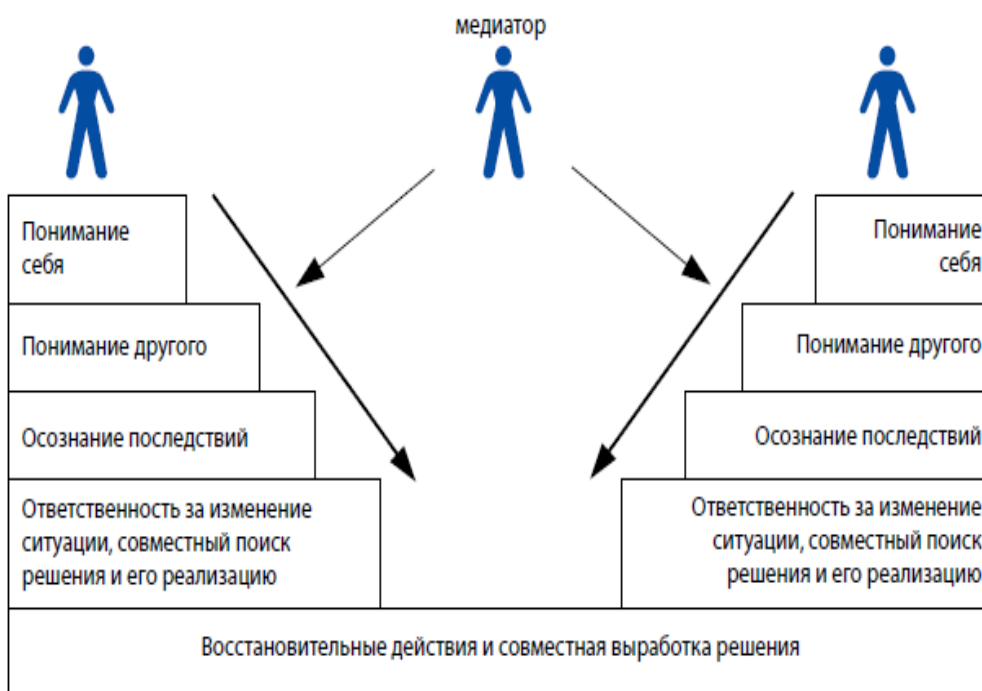 медиатор
Понимание
себя
Понимание
себя
Понимание другого
Понимание другого
Осознание последствий
Осознание последствий
Ответственность за изменение
ситуации, совместный поиск
решения и его реализацию
Ответственность за изменение
ситуации, совместный поиск
решения и его реализацию
Восстановительные действия и совместная выработка решения